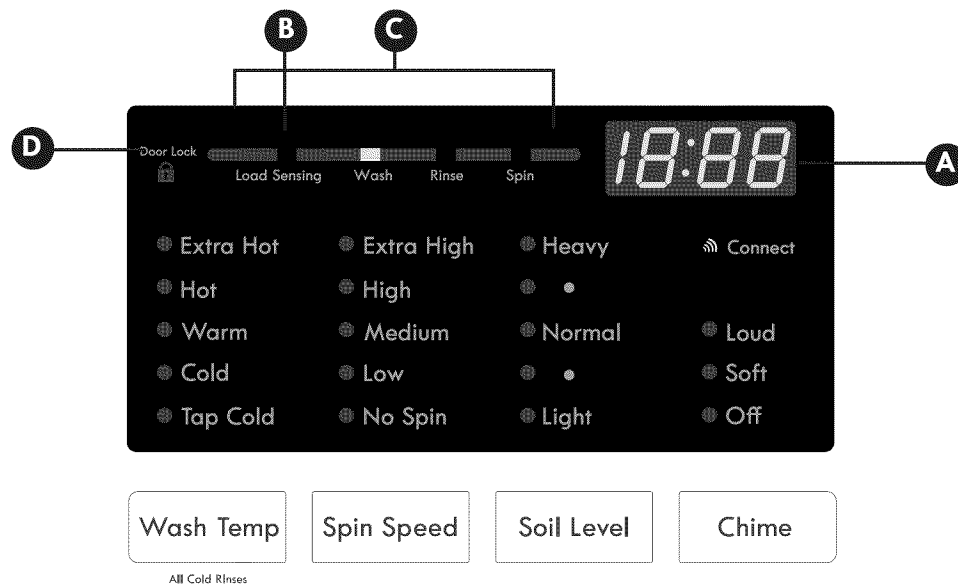 B C
D
Door Lock
18:88
A
Load Sensing Wash Rinse Spin
Extra Hot Extra High Heavy Connect
Hot High
Warm Medium Normal Loud
Cold Low Soft
Tap Cold No Spin Light Off
Wash Temp Spin Speed Soil Level Chime
All Cold RInses